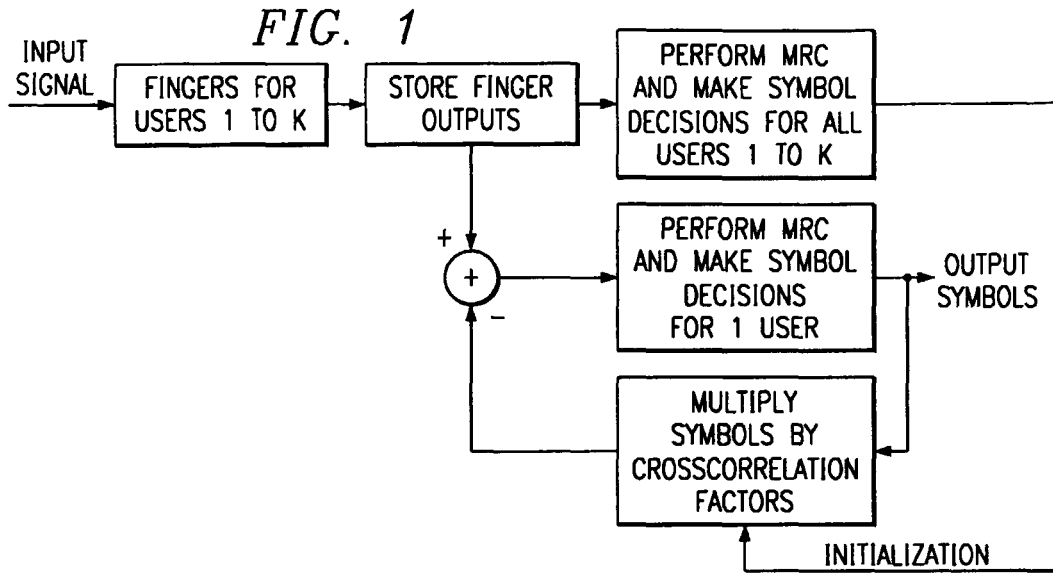 FIG. 1
INPUT
SIGNAL
FINGERS FOR
USERS 1 TO K
STORE FINGER
OUTPUTS
PERFORM MRC
AND MAKE SYMBOL
DECISIONS FOR ALL
USERS 1 TO K
+
+
−
PERFORM MRC
AND MAKE SYMBOL
DECISIONS
FOR 1 USER
OUTPUT
SYMBOLS
MULTIPLY
SYMBOLS BY
CROSSCORRELATION
FACTORS
INITIALIZATION